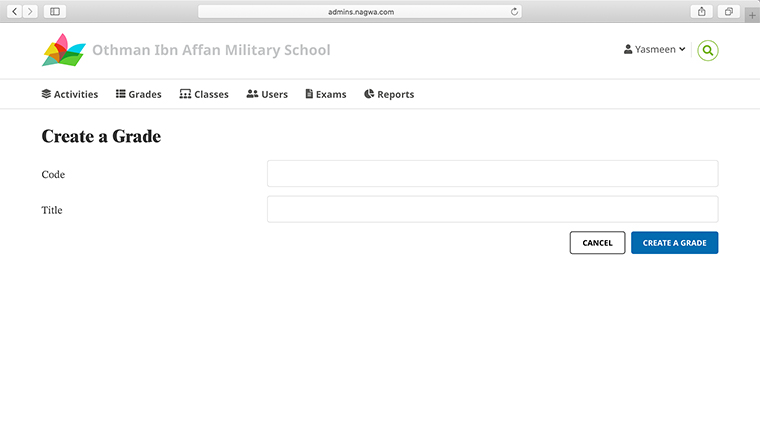 admins.nagwa.com
Othman Ibn Affan Military School
Yasmeen
Activities Grades Classes Users Exams Reports
Create a Grade
Code
Title
CANCEL CREATE A GRADE